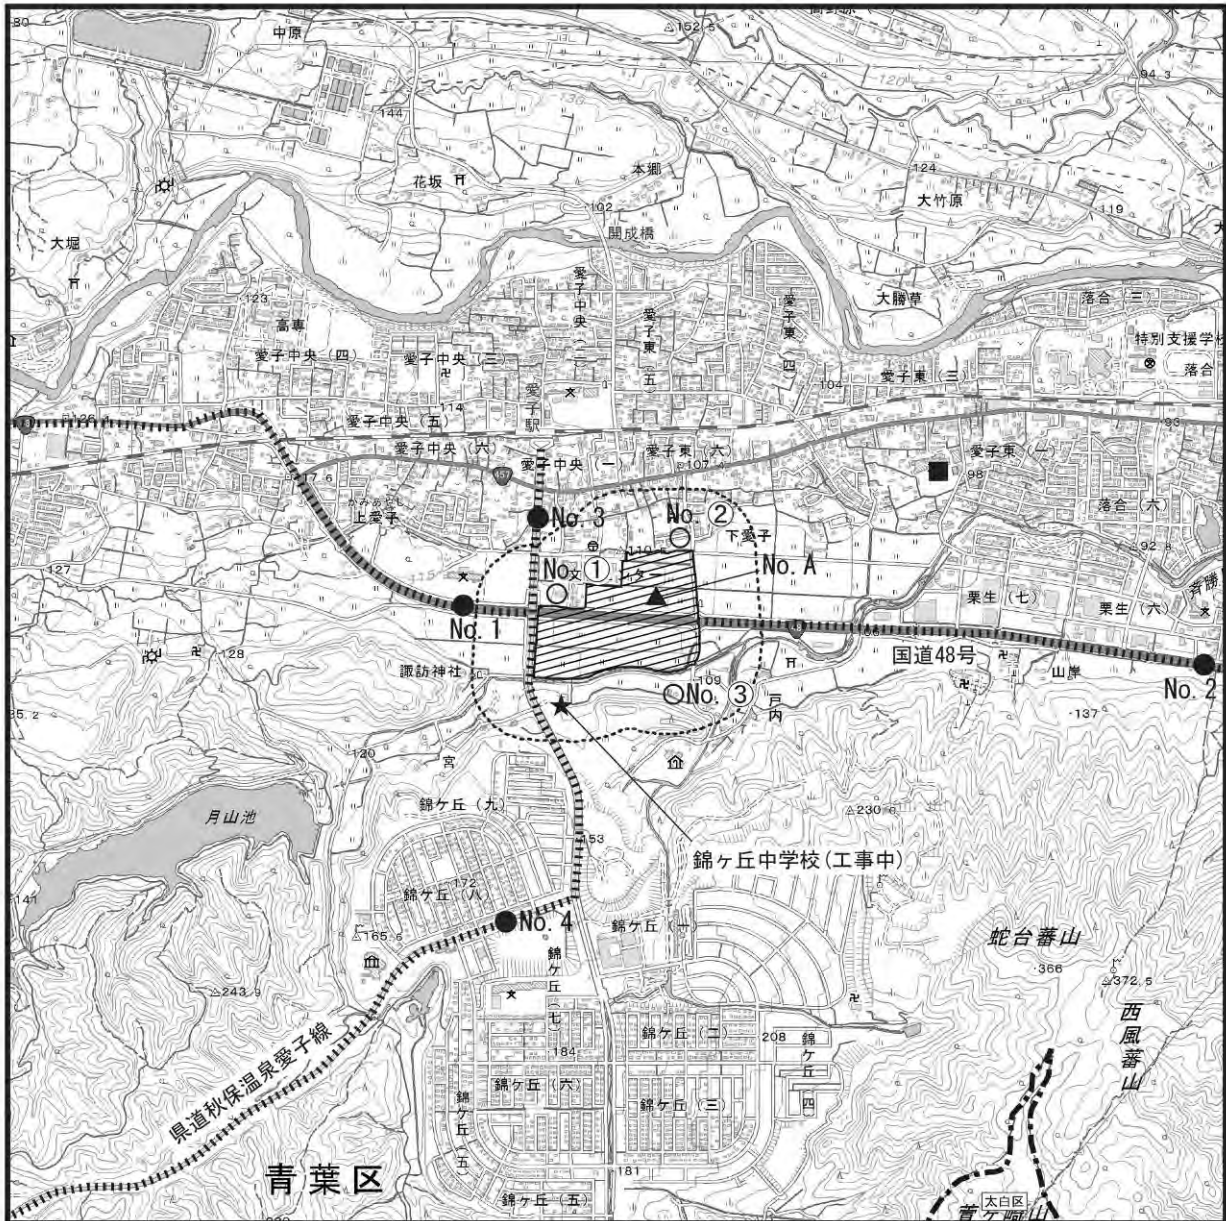 中原
152.5
94.3
144
120
花坂
本郷
124
大竹原
119
102
開成橋
大堀
大勝草
落合（三）
123
高専
愛子中央（四）
愛子中央（三）
愛子中央（二）
愛子東（五）
愛子東（四）
104
愛子東（三）
特別支援学校
落合
114
愛子駅
126.
愛子中央（五）
愛子中央（六）
愛子中央（一）
愛子東（六）
107.4
愛子東（一）
93
457
98
上愛子
落合（六）
No. 3
No. ②
下愛子
92.8
127
110.
No. ①
No. A
栗生（七）
栗生（六）
斉勝
No. 1
48
国道48号
山岸
No. 2
128
諏訪神社
109
No. ③
戸内
137
120
宮
月山池
錦ケ丘（九）
230.
153
錦ヶ丘中学校(工事中)
141
172
錦ケ丘（八）
No. 4
錦ケ丘（一）
165.
蛇台蕃山
366
372.5
243.9
錦ケ丘（七）
西風蕃山
錦ケ丘（二）
208
184
錦ケ丘（六）
錦ケ丘（三）
錦ケ丘（四
県道秋保温泉愛子線
錦ケ丘（五）
181
青葉区
錦ケ丘（五）
太白区